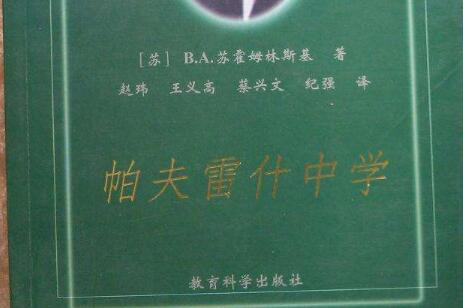 [苏] B.A.苏霍姆林斯基 著
赵玮 王义高 蔡兴文 纪强 译
帕夫雷什中学
教育科学出版社